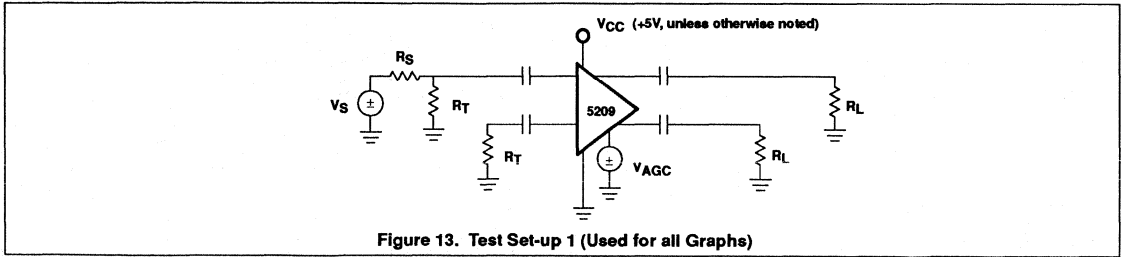 VCC (+5V, unless otherwise noted)
RS
VS
RT
5209
RL
RT
VAGC
RL
Figure 13. Test Set-up 1 (Used for all Graphs)